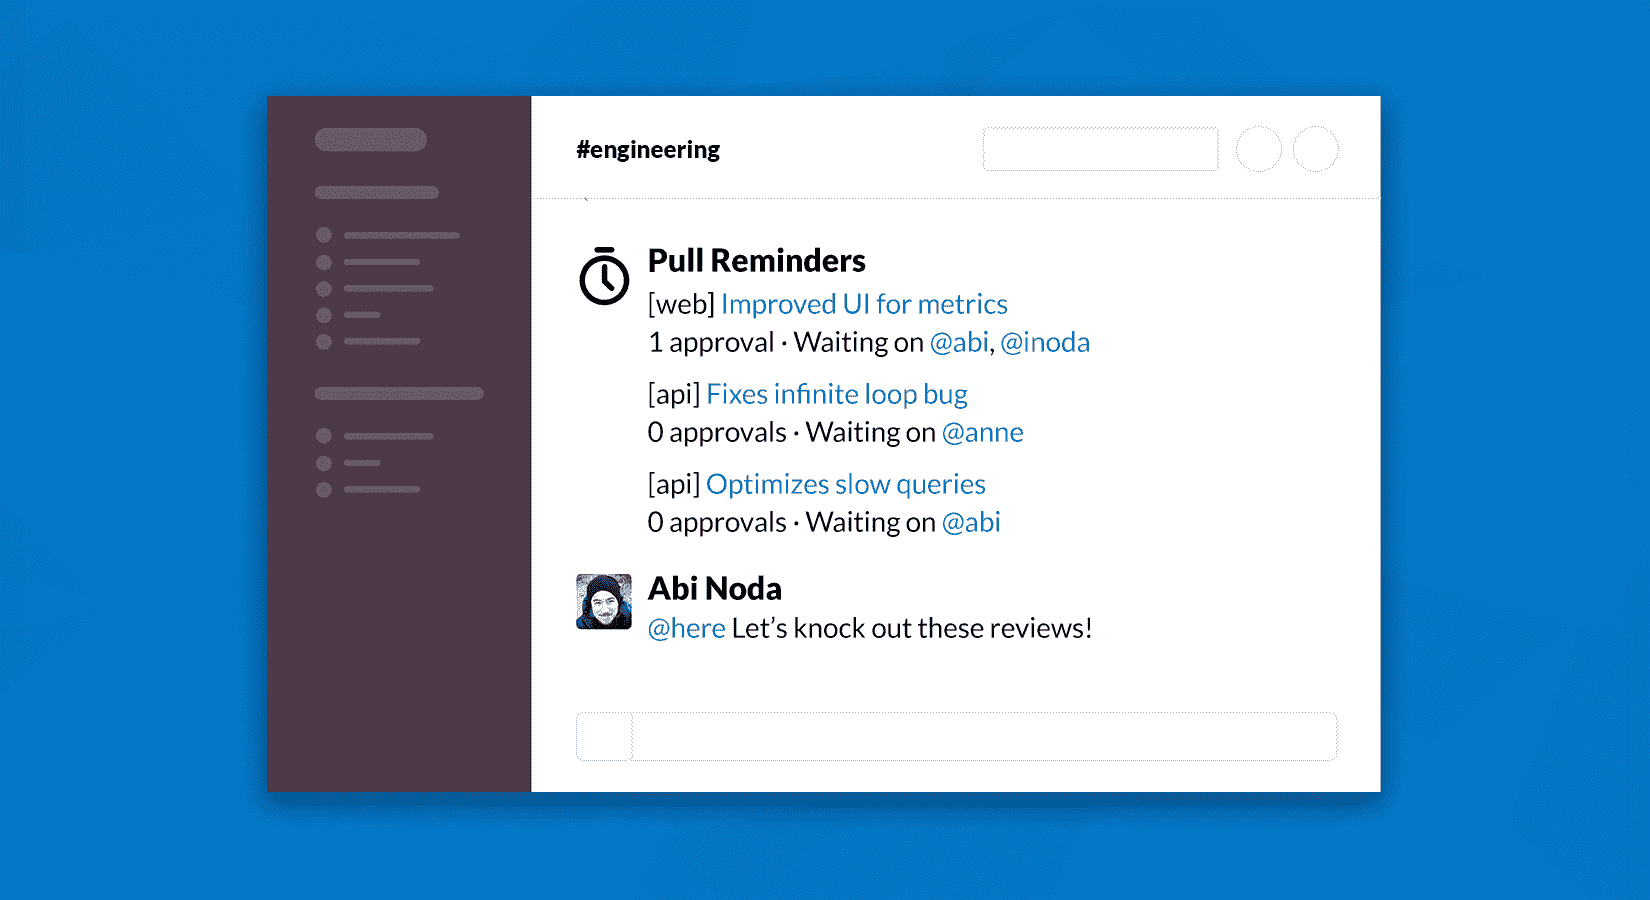 #engineering
Pull Reminders
[web] Improved UI for metrics
1 approval · Waiting on @abi, @inoda
[api] Fixes infinite loop bug
0 approvals · Waiting on @anne
[api] Optimizes slow queries
0 approvals · Waiting on @abi
Abi Noda
@here Let’s knock out these reviews!